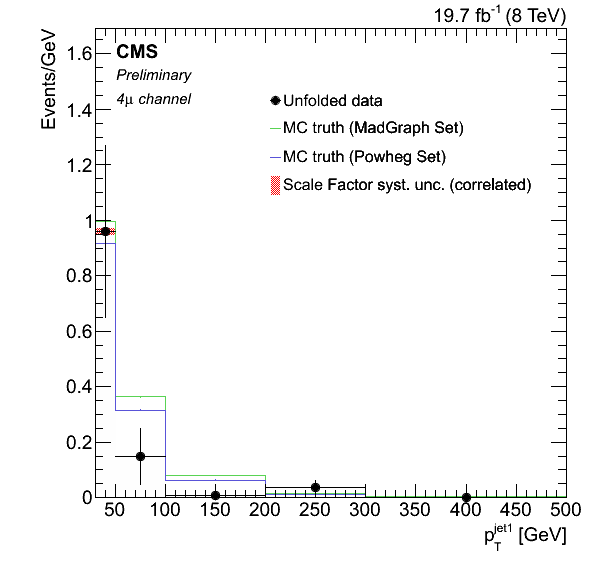 19.7 fb⁻¹ (8 TeV)
Events/GeV
CMS
Preliminary
4μ channel
Unfolded data
MC truth (MadGraph Set)
MC truth (Powheg Set)
Scale Factor syst. unc. (correlated)
1.6
1.4
1.2
1
0.8
0.6
0.4
0.2
0
50 100 150 200 250 300 350 400 450 500
p_T^jet1 [GeV]